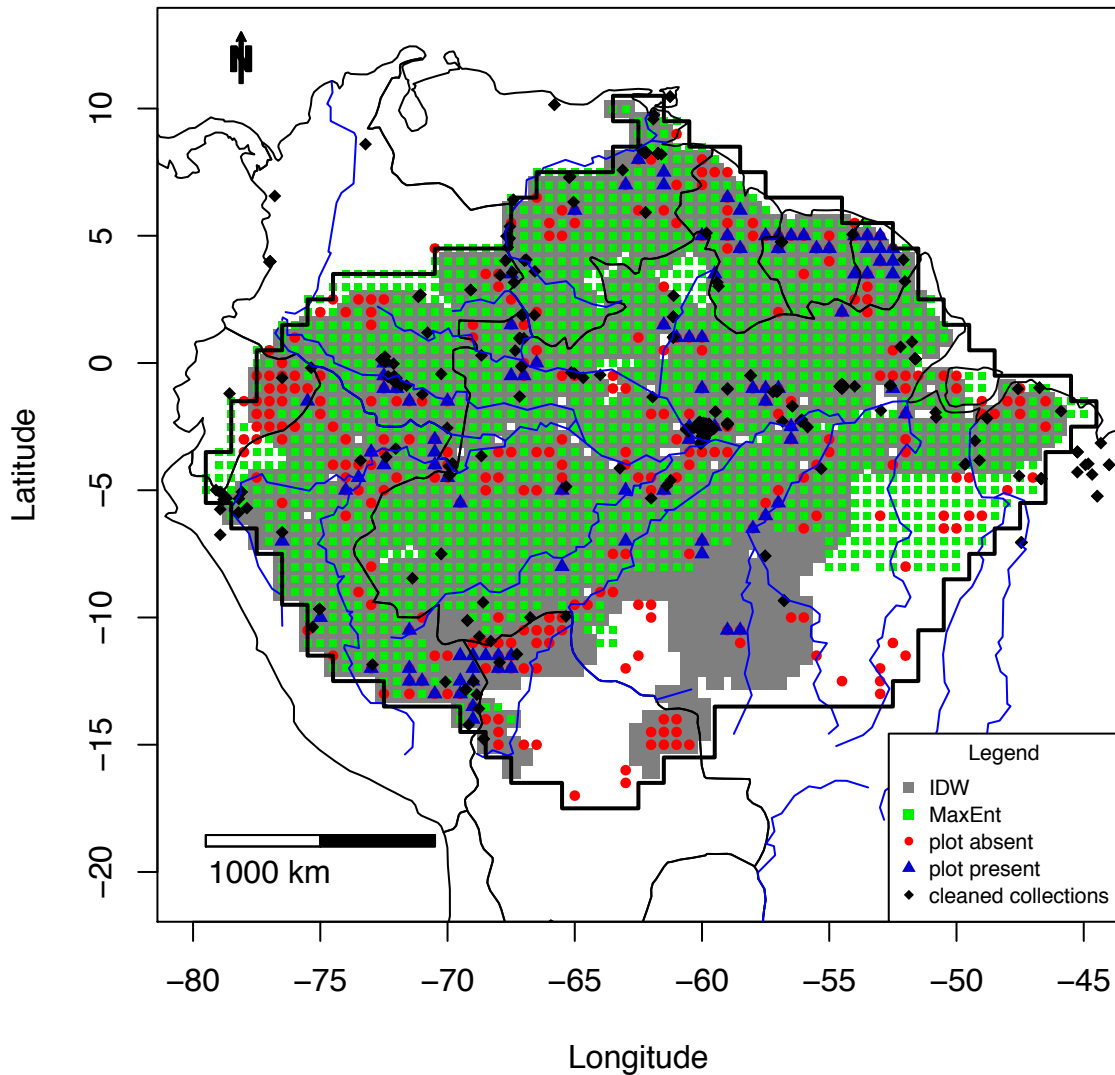 N
10
5
0
−5
−10
−15
−20
Latitude
1000 km
Legend
IDW
MaxEnt
plot absent
plot present
cleaned collections
−80 −75 −70 −65 −60 −55 −50 −45
Longitude